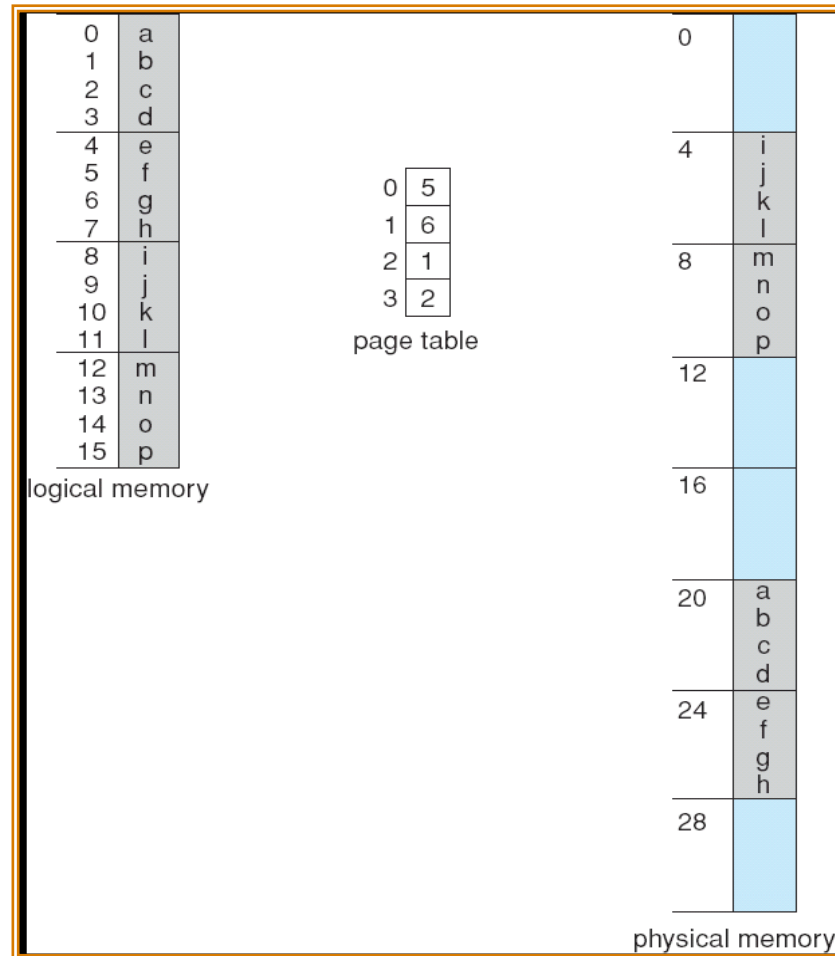 0 a
1 b
2 c
3 d
4 e
5 f
6 g
7 h
8 i
9 j
10 k
11 l
12 m
13 n
14 o
15 p
logical memory
0 5
1 6
2 1
3 2
page table
0
4 i
j
k
l
8 m
n
o
p
12
16
20 a
b
c
d
24 e
f
g
h
28
physical memory